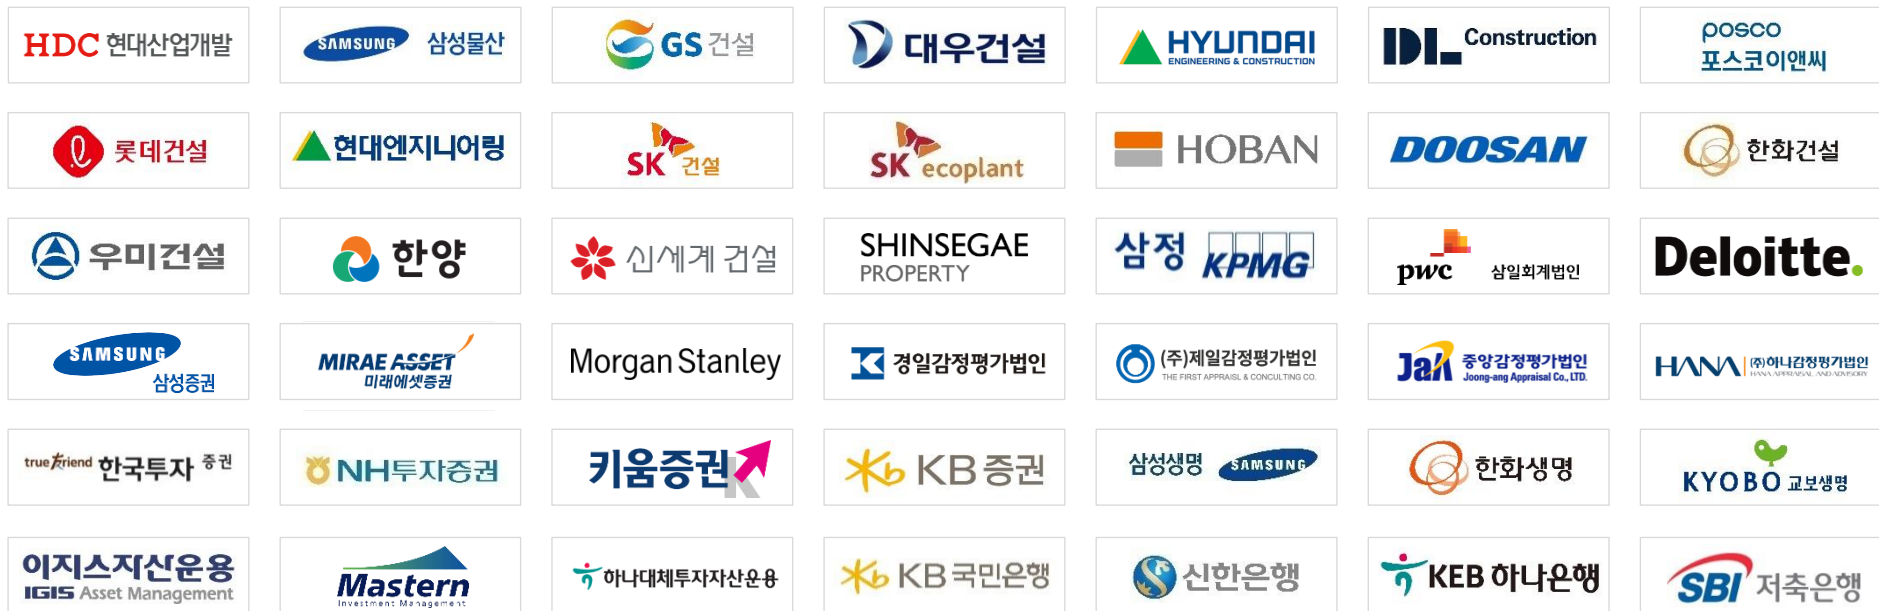 HDC 현대산업개발
SAMSUNG 삼성물산
GS 건설
대우건설
HYUNDAI
ENGINEERING & CONSTRUCTION
DL Construction
posco
포스코이앤씨
롯데건설
현대엔지니어링
SK 건설
SK ecoplant
HOBAN
DOOSAN
한화건설
우미건설
한양
신세계 건설
SHINSEGAE
PROPERTY
삼정 KPMG
pwc 삼일회계법인
Deloitte.
SAMSUNG
삼성증권
MIRAE ASSET
미래에셋증권
Morgan Stanley
경일감정평가법인
(주)제일감정평가법인
THE FIRST APPRAISL & CONCULTING CO.
Jak 중앙감정평가법인
Joong-ang Appraisal Co., LTD.
HANA (주)하나감정평가법인
HANA APPRAISAL AND ADVISORY
true friend 한국투자 증권
NH투자증권
키움증권
KB 증권
삼성생명 SAMSUNG
한화생명
KYOBO 교보생명
이지스자산운용
IGIS Asset Management
Mastern
Investment Management
하나대체투자자산운용
KB 국민은행
신한은행
KEB 하나은행
SBI 저축은행